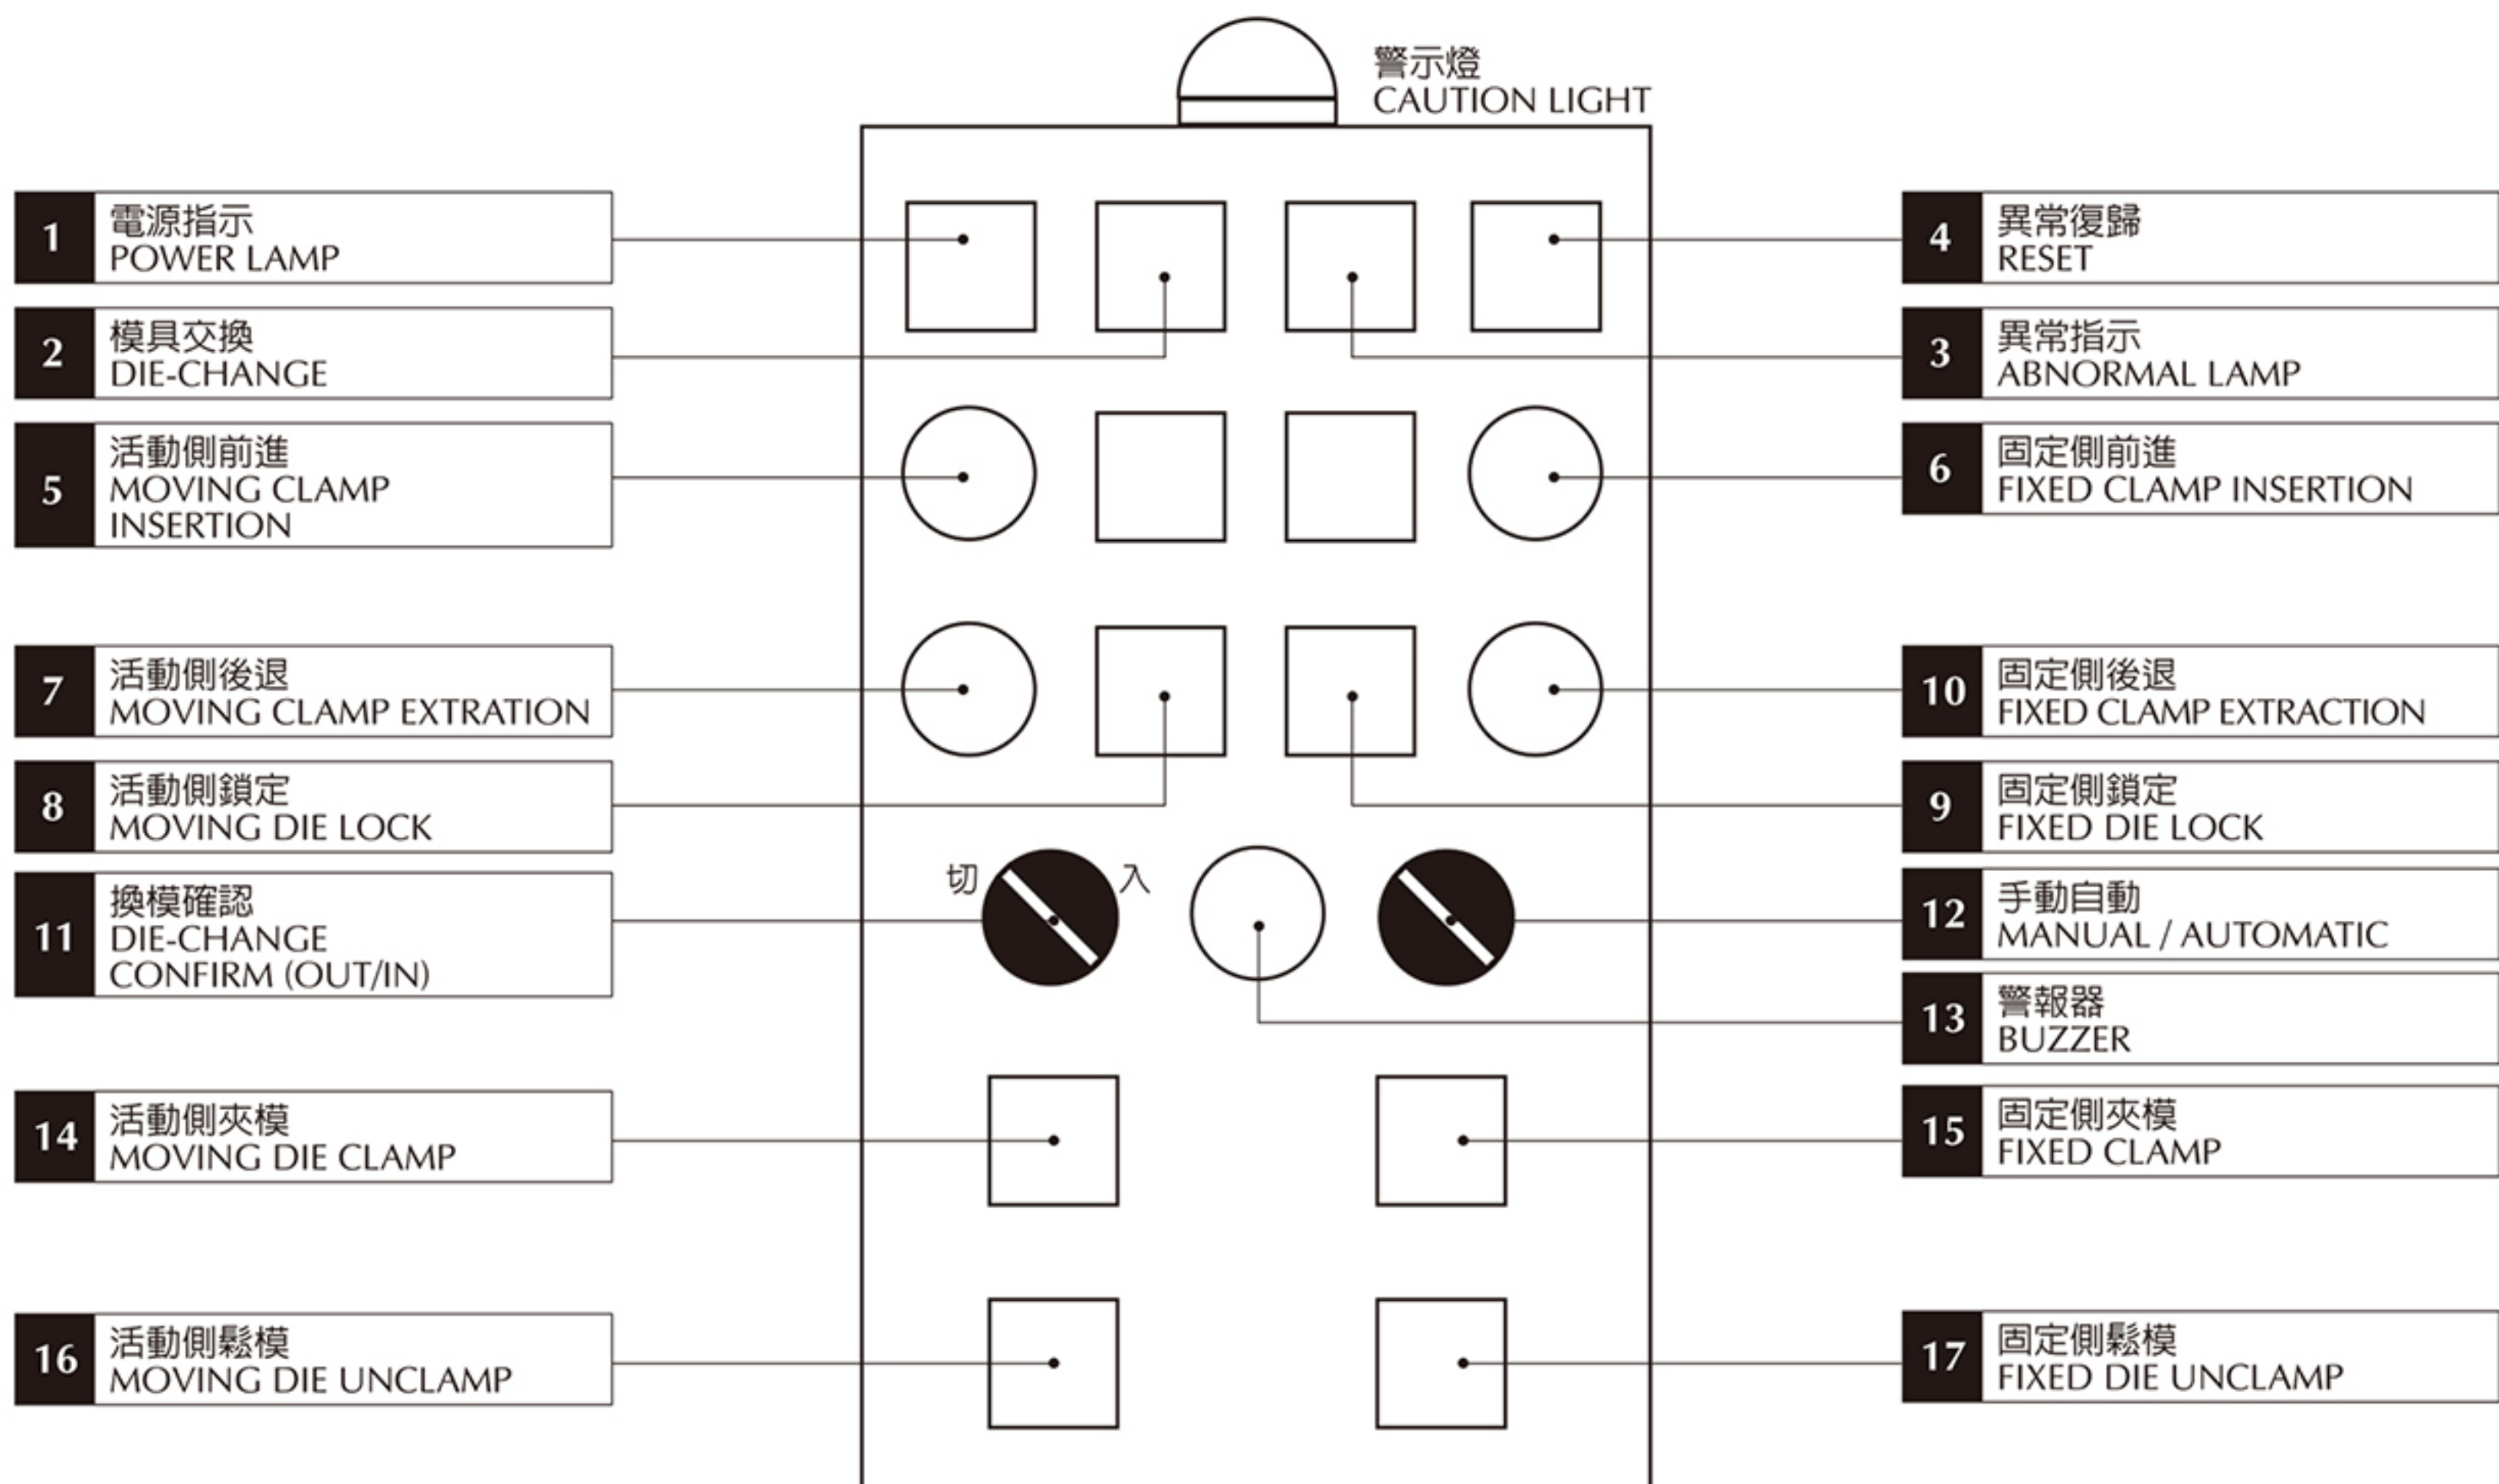 警示燈
CAUTION LIGHT
1
電源指示
POWER LAMP
2
模具交換
DIE-CHANGE
5
活動側前進
MOVING CLAMP
INSERTION
7
活動側後退
MOVING CLAMP EXTRATION
8
活動側鎖定
MOVING DIE LOCK
11
換模確認
DIE-CHANGE
CONFIRM (OUT/IN)
14
活動側夾模
MOVING DIE CLAMP
16
活動側鬆模
MOVING DIE UNCLAMP
切
入
4
異常復歸
RESET
3
異常指示
ABNORMAL LAMP
6
固定側前進
FIXED CLAMP INSERTION
10
固定側後退
FIXED CLAMP EXTRACTION
9
固定側鎖定
FIXED DIE LOCK
12
手動自動
MANUAL / AUTOMATIC
13
警報器
BUZZER
15
固定側夾模
FIXED CLAMP
17
固定側鬆模
FIXED DIE UNCLAMP